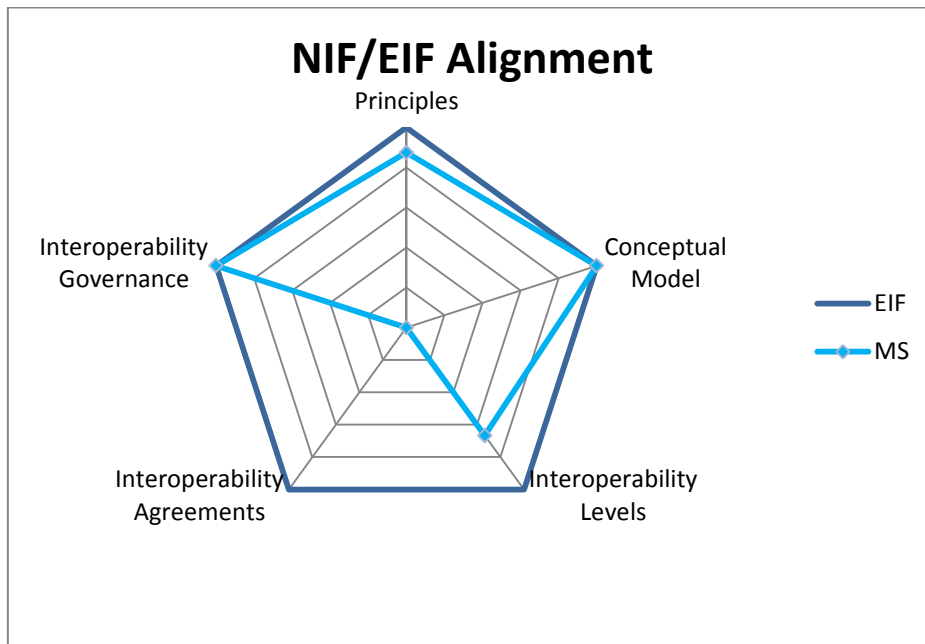 NIF/EIF Alignment
Principles
Interoperability
Governance
Conceptual
Model
EIF
MS
Interoperability
Agreements
Interoperability
Levels